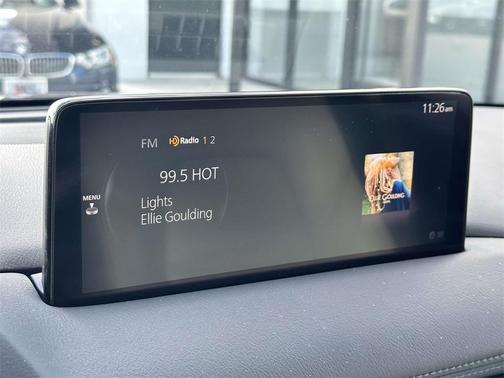 11:26am
FM HD Radio 1 2
99.5 HOT
MENU
Lights
Ellie Goulding
ELLIE GOULDING